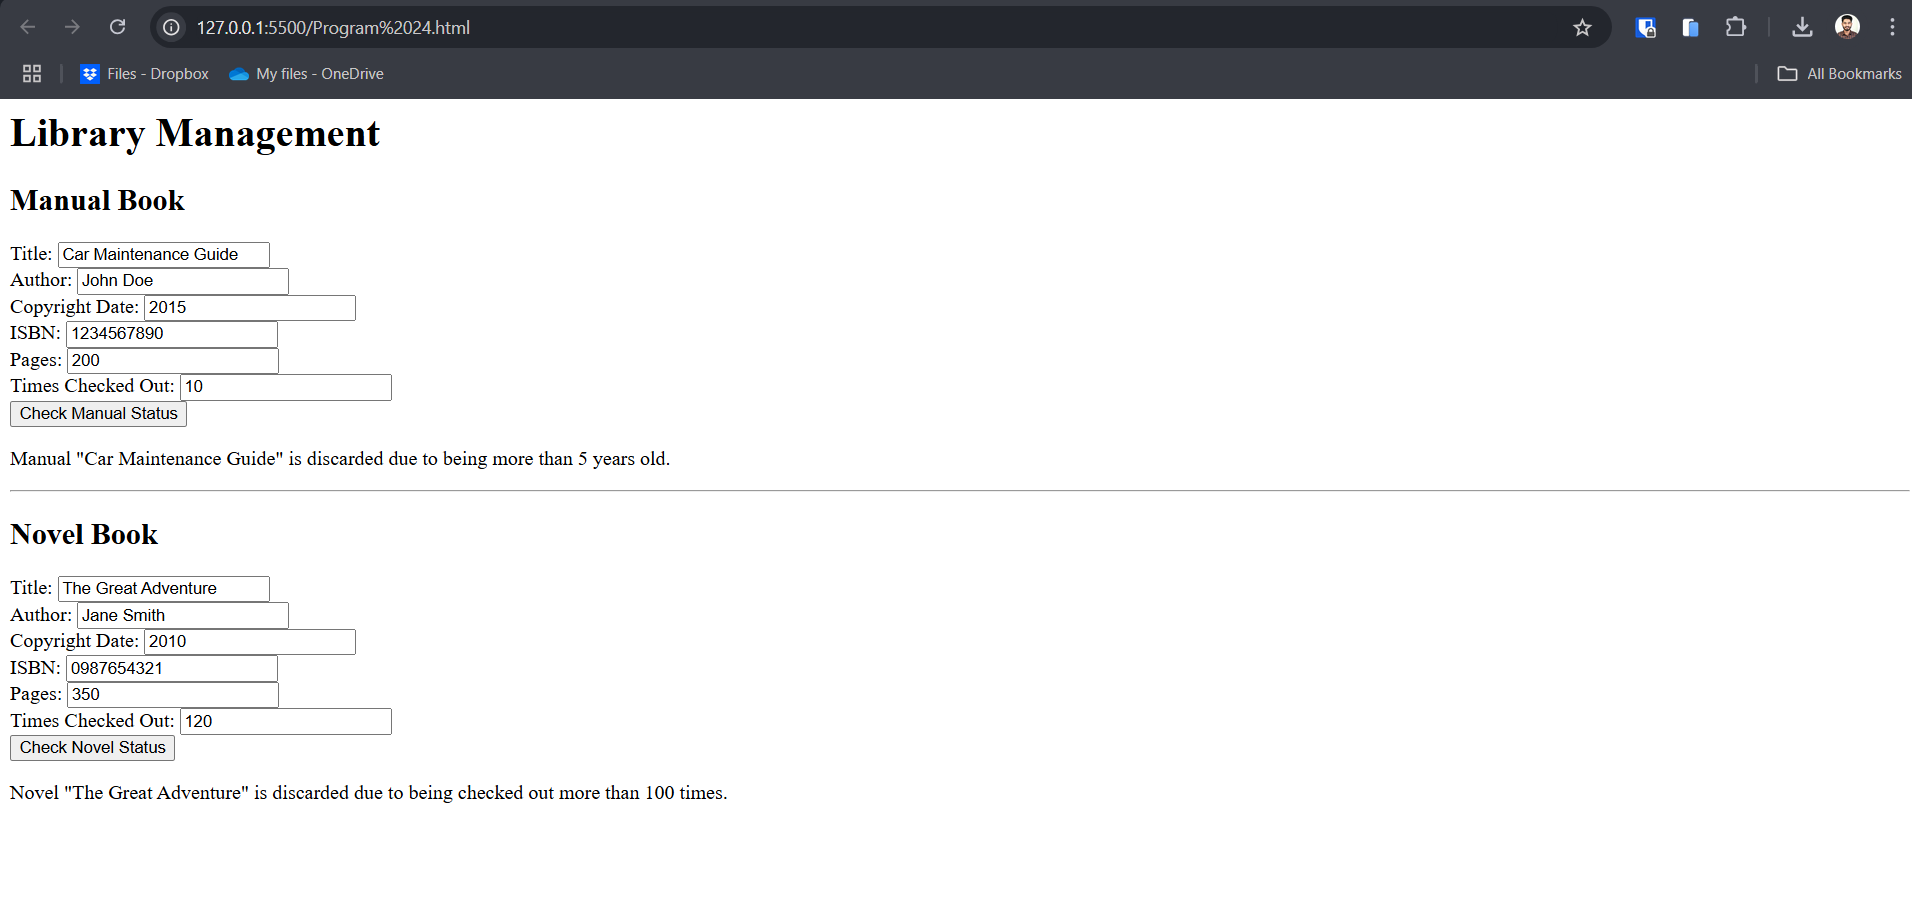 127.0.0.1:5500/Program%2024.html
Files - Dropbox My files - OneDrive All Bookmarks
Library Management
Manual Book
Title: Car Maintenance Guide
Author: John Doe
Copyright Date: 2015
ISBN: 1234567890
Pages: 200
Times Checked Out: 10
Check Manual Status
Manual "Car Maintenance Guide" is discarded due to being more than 5 years old.
Novel Book
Title: The Great Adventure
Author: Jane Smith
Copyright Date: 2010
ISBN: 0987654321
Pages: 350
Times Checked Out: 120
Check Novel Status
Novel "The Great Adventure" is discarded due to being checked out more than 100 times.